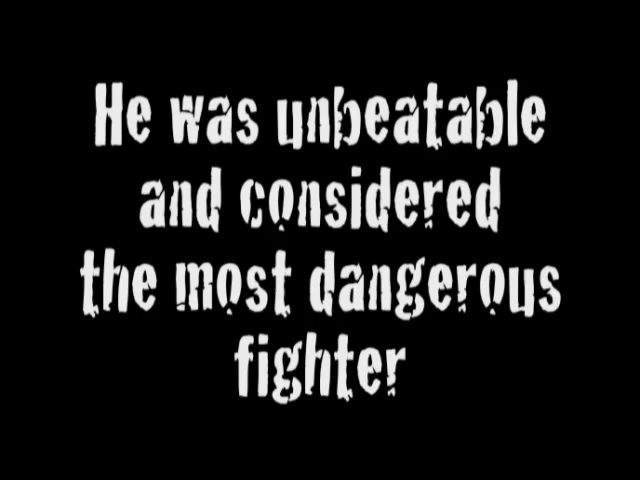 He was unbeatable
and considered
the most dangerous
fighter